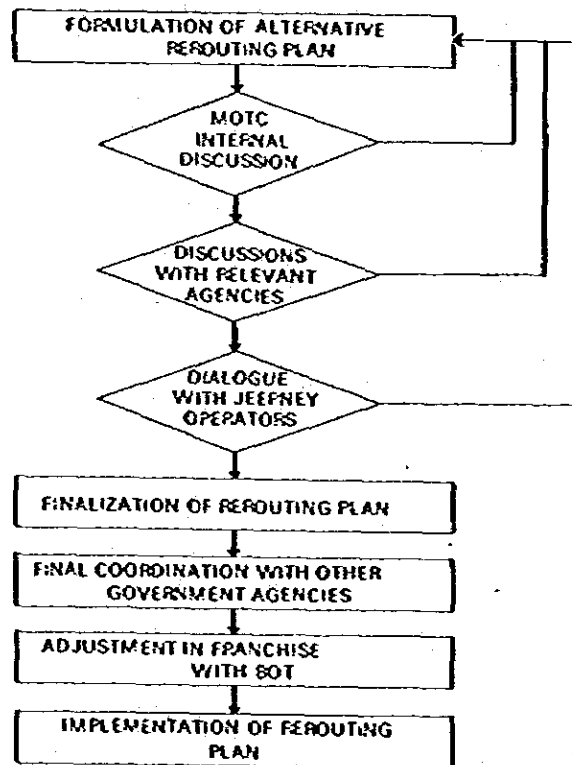 FORMULATION OF ALTERNATIVE
REROUTING PLAN
MOTC
INTERNAL
DISCUSSION
DISCUSSIONS
WITH RELEVANT
AGENCIES
DIALOGUE
WITH JEEPNEY
OPERATORS
FINALIZATION OF REROUTING PLAN
FINAL COORDINATION WITH OTHER
GOVERNMENT AGENCIES
ADJUSTMENT IN FRANCHISE
WITH BOT
IMPLEMENTATION OF REROUTING
PLAN